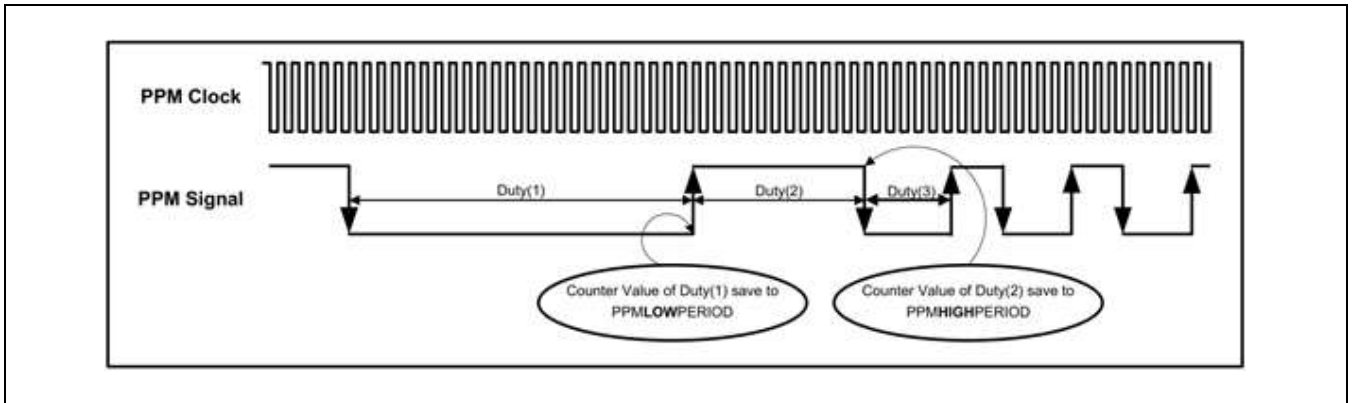 PPM Clock
PPM Signal
Duty(1)
Duty(2)
Duty(3)
Counter Value of Duty(1) save to
PPMLOWPERIOD
Counter Value of Duty(2) save to
PPMHIGHPERIOD